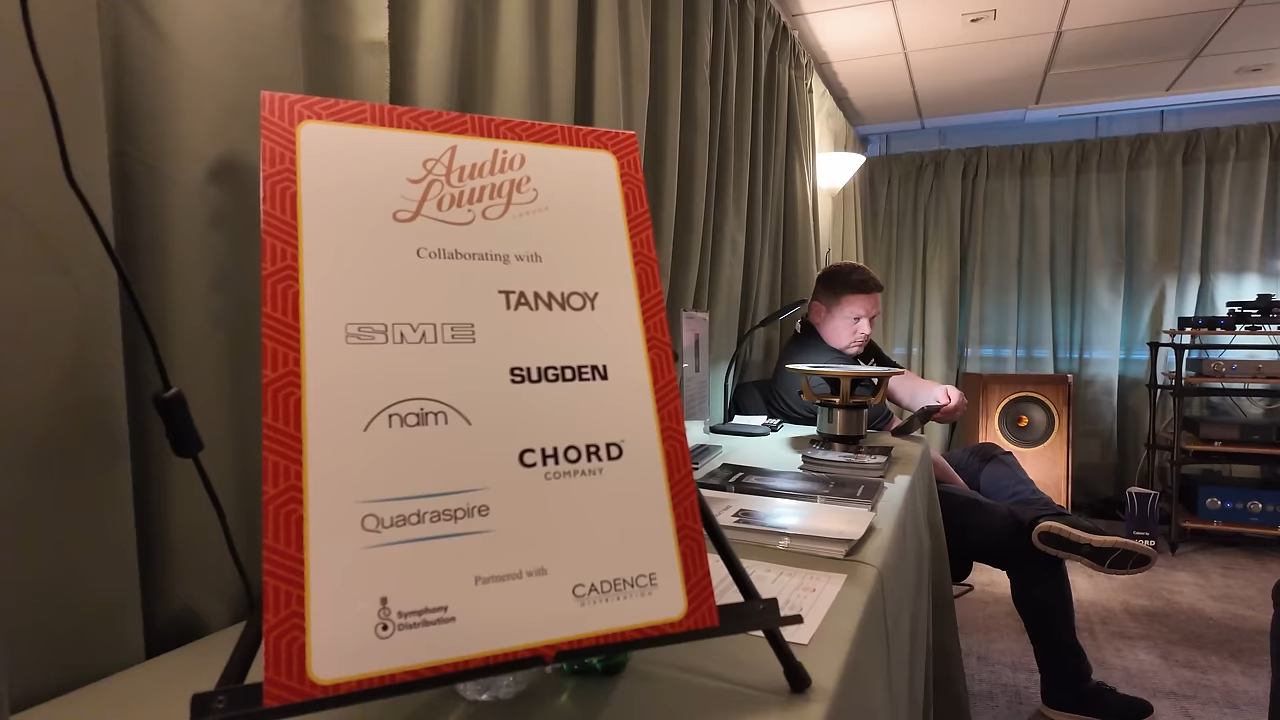 Audio
Lounge
LONDON
Collaborating with
TANNOY
SME
SUGDEN
naim
CHORD
COMPANY
Quadraspire
Partnered with
CADENCE
DISTRIBUTION
Symphony
Distribution